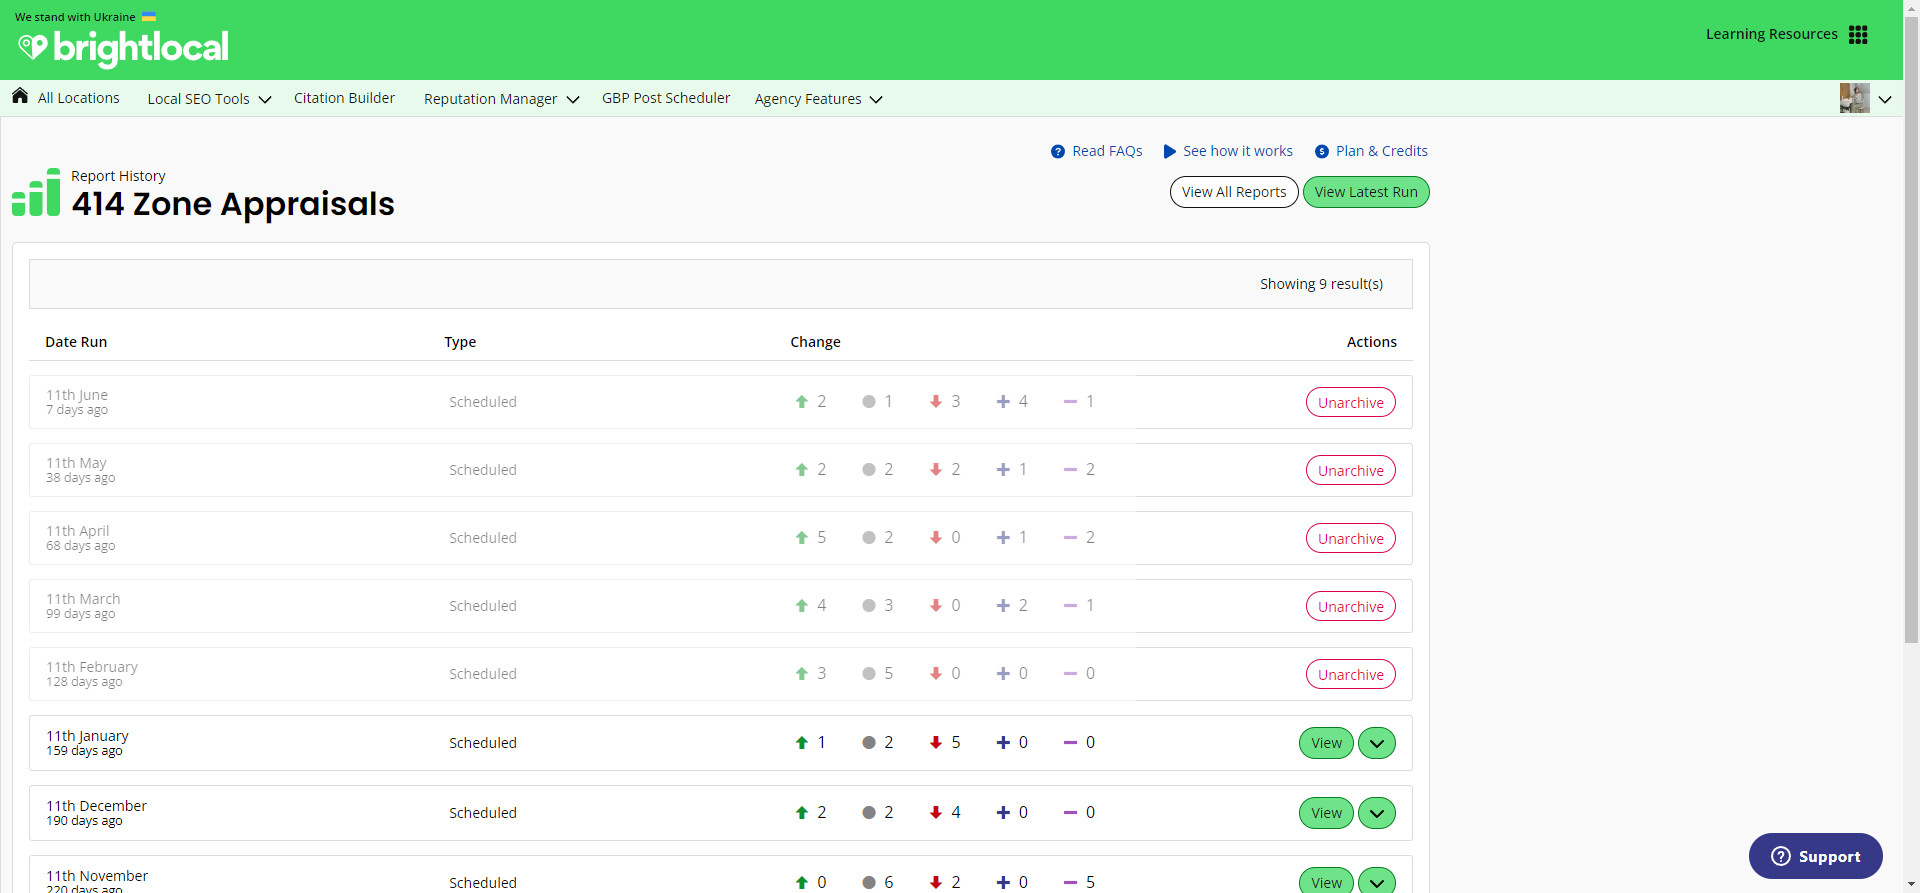 We stand with Ukraine
brightlocal
Learning Resources
All Locations Local SEO Tools Citation Builder Reputation Manager GBP Post Scheduler Agency Features
Read FAQs See how it works Plan & Credits
Report History
414 Zone Appraisals
View All Reports View Latest Run
Showing 9 result(s)
Date Run Type Change Actions
11th June
7 days ago
Scheduled 2 1 3 4 1 Unarchive
11th May
38 days ago
Scheduled 2 2 2 1 2 Unarchive
11th April
68 days ago
Scheduled 5 2 0 1 2 Unarchive
11th March
99 days ago
Scheduled 4 3 0 2 1 Unarchive
11th February
128 days ago
Scheduled 3 5 0 0 0 Unarchive
11th January
159 days ago
Scheduled 1 2 5 0 0 View
11th December
190 days ago
Scheduled 2 2 4 0 0 View
11th November
220 days ago
Scheduled 0 6 2 0 5 View
Support